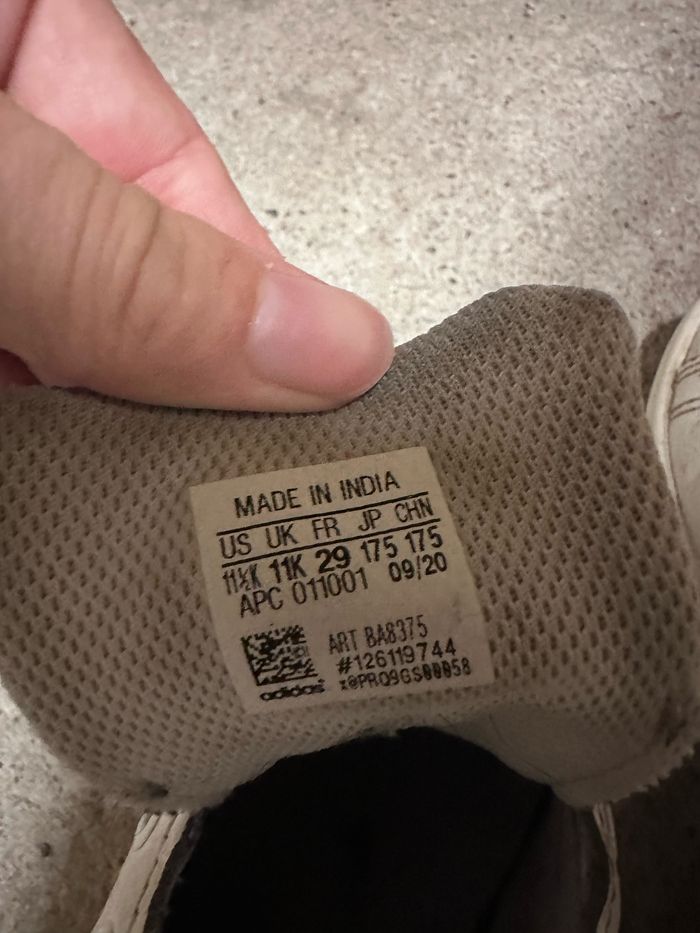 MADE IN INDIA
US UK FR JP CHN
11½K 11K 29 175 175
APC 011001 09/20
ART BA8375
#126119744
adidas